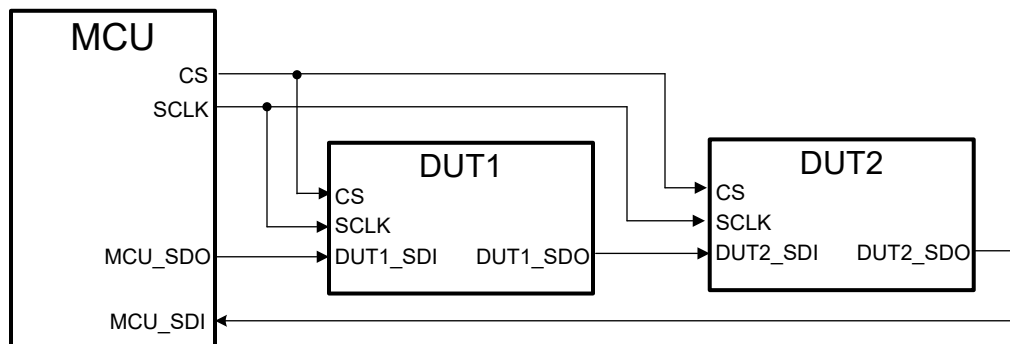 MCU
CS
SCLK
MCU_SDO
MCU_SDI
DUT1
CS
SCLK
DUT1_SDI DUT1_SDO
DUT2
CS
SCLK
DUT2_SDI DUT2_SDO